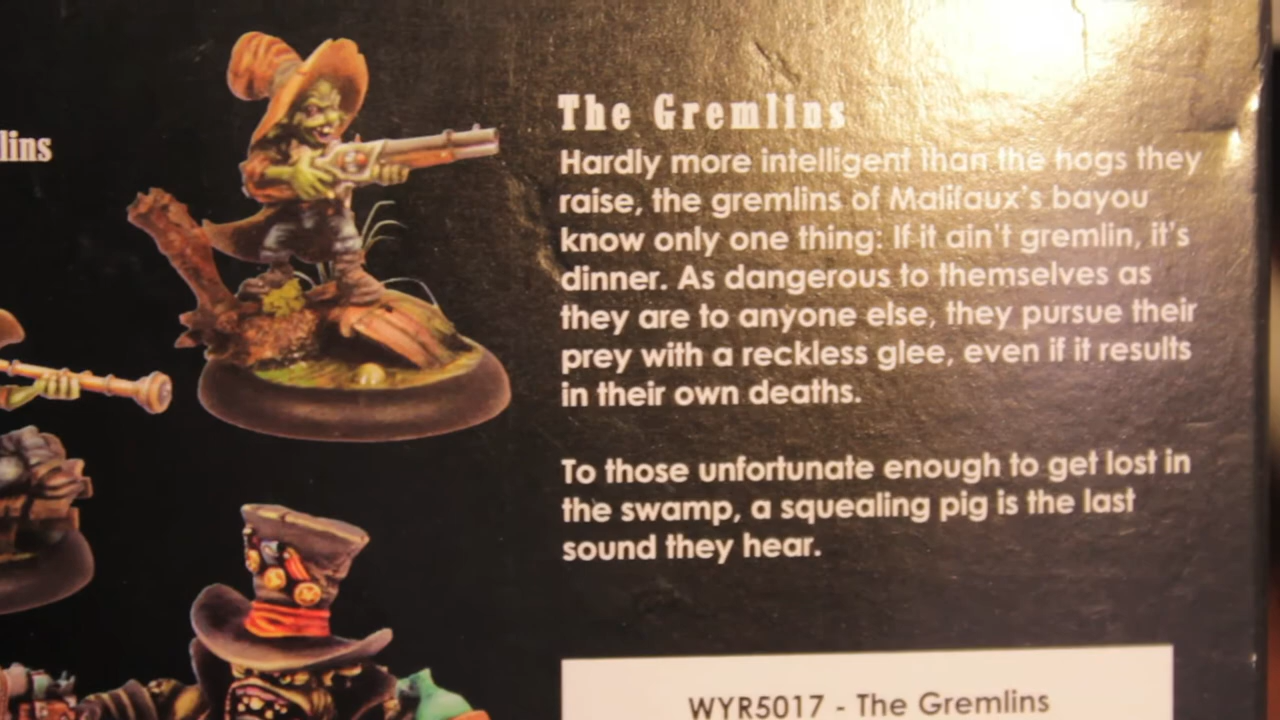 lins
The Gremlins
Hardly more intelligent than the hogs they
raise, the gremlins of Malifaux's bayou
know only one thing: If it ain't gremlin, it's
dinner. As dangerous to themselves as
they are to anyone else, they pursue their
prey with a reckless glee, even if it results
in their own deaths.
To those unfortunate enough to get lost in
the swamp, a squealing pig is the last
sound they hear.
WYR5017 - The Gremlins